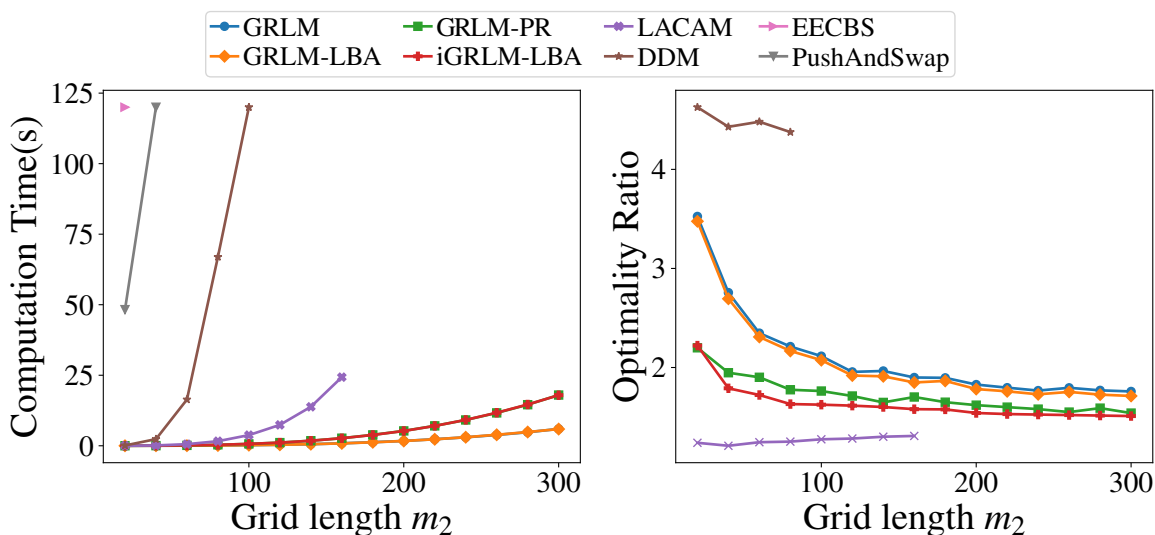 GRLM GRLM-PR LACAM EECBS
GRLM-LBA iGRLM-LBA DDM PushAndSwap
Computation Time(s)
125
100
75
50
25
0
100 200 300
Grid length m₂
Optimality Ratio
4
3
2
100 200 300
Grid length m₂